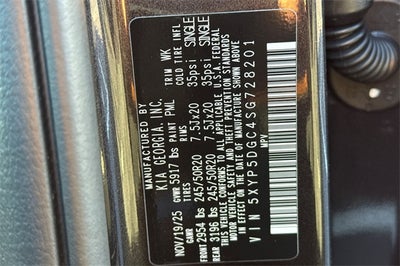 KIA GEORGIA, INC.
NOV/19/25 GVWR 5917 lbs PAINT PML TRIM WK
TIRES RIMS COLD TIRE INFL
FRONT 2954 lbs 245/50R20 7.5Jx20 35psi SINGLE
REAR 3196 lbs 245/50R20 7.5Jx20 35psi SINGLE
THIS VEHICLE CONFORMS TO ALL APPLICABLE U.S.A. FEDERAL
MOTOR VEHICLE SAFETY AND THEFT PREVENTION STANDARDS
IN EFFECT ON THE DATE OF MANUFACTURE SHOWN ABOVE
VIN 5XYP5DGC4SG728201
MPV